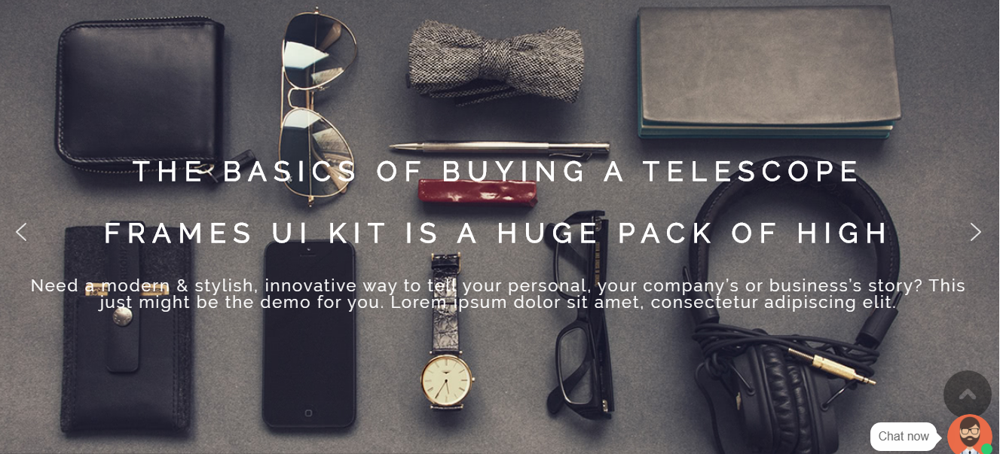 THE BASICS OF BUYING A TELESCOPE
FRAMES UI KIT IS A HUGE PACK OF HIGH
Need a modern & stylish, innovative way to tell your personal, your company's or business's story? This
just might be the demo for you. Lorem ipsum dolor sit amet, consectetur adipiscing elit.
Chat now